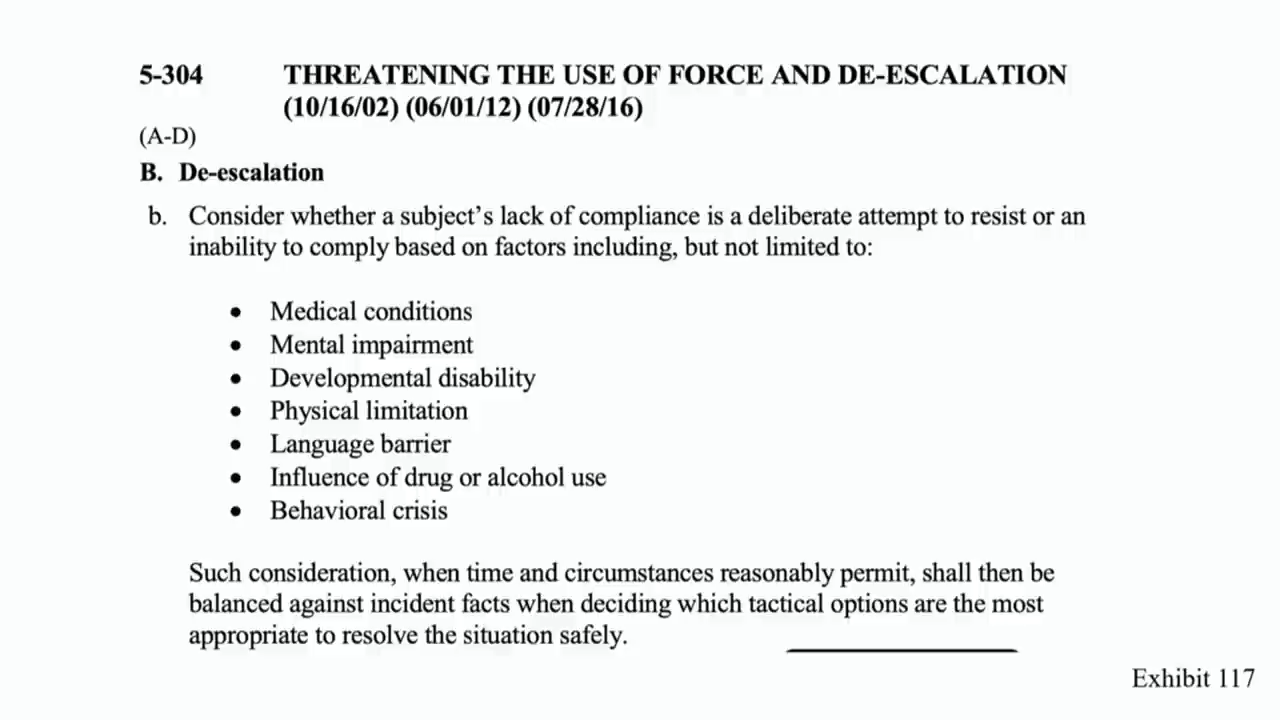 5-304 THREATENING THE USE OF FORCE AND DE-ESCALATION
(10/16/02) (06/01/12) (07/28/16)
(A-D)
B. De-escalation
b. Consider whether a subject's lack of compliance is a deliberate attempt to resist or an
inability to comply based on factors including, but not limited to:
• Medical conditions
• Mental impairment
• Developmental disability
• Physical limitation
• Language barrier
• Influence of drug or alcohol use
• Behavioral crisis
Such consideration, when time and circumstances reasonably permit, shall then be
balanced against incident facts when deciding which tactical options are the most
appropriate to resolve the situation safely.
Exhibit 117